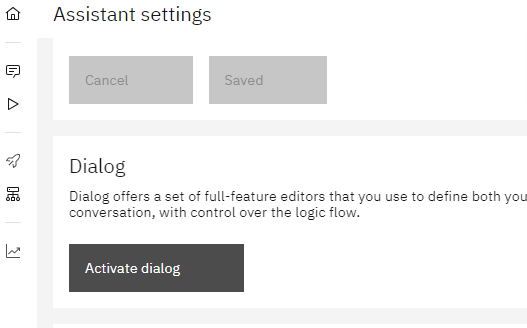 Assistant settings
Cancel
Saved
Dialog
Dialog offers a set of full-feature editors that you use to define both you
conversation, with control over the logic flow.
Activate dialog